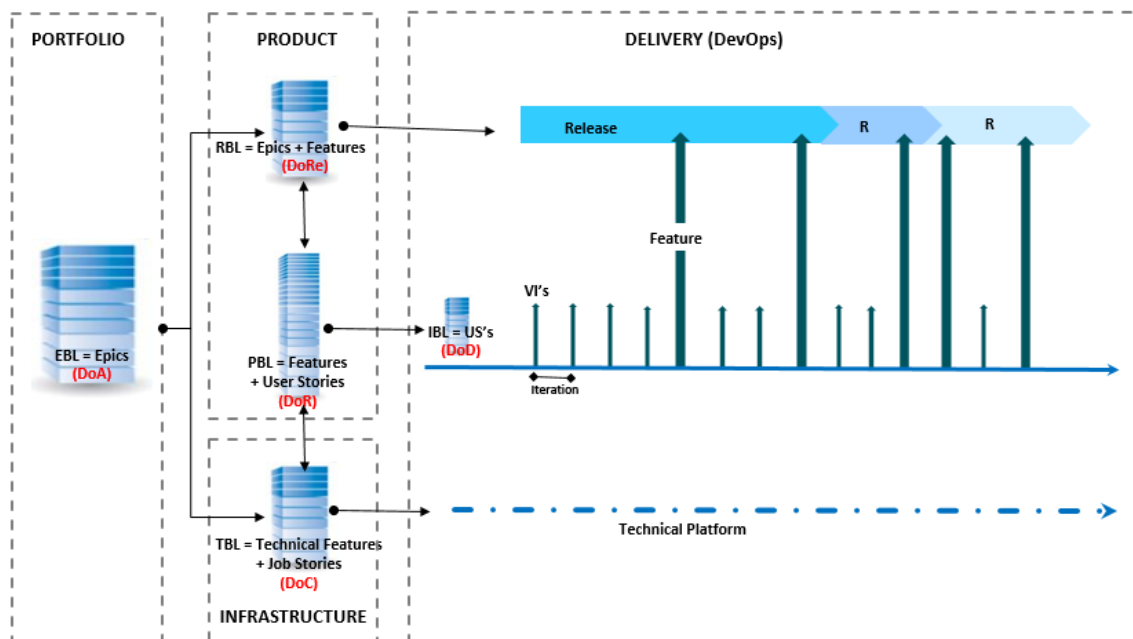 PORTFOLIO
PRODUCT
DELIVERY (DevOps)
Release
R
R
RBL = Epics + Features
(DoRe)
Feature
VI's
IBL = US's
(DoD)
EBL = Epics
(DoA)
PBL = Features
+ User Stories
(DoR)
Iteration
Technical Platform
TBL = Technical Features
+ Job Stories
(DoC)
INFRASTRUCTURE